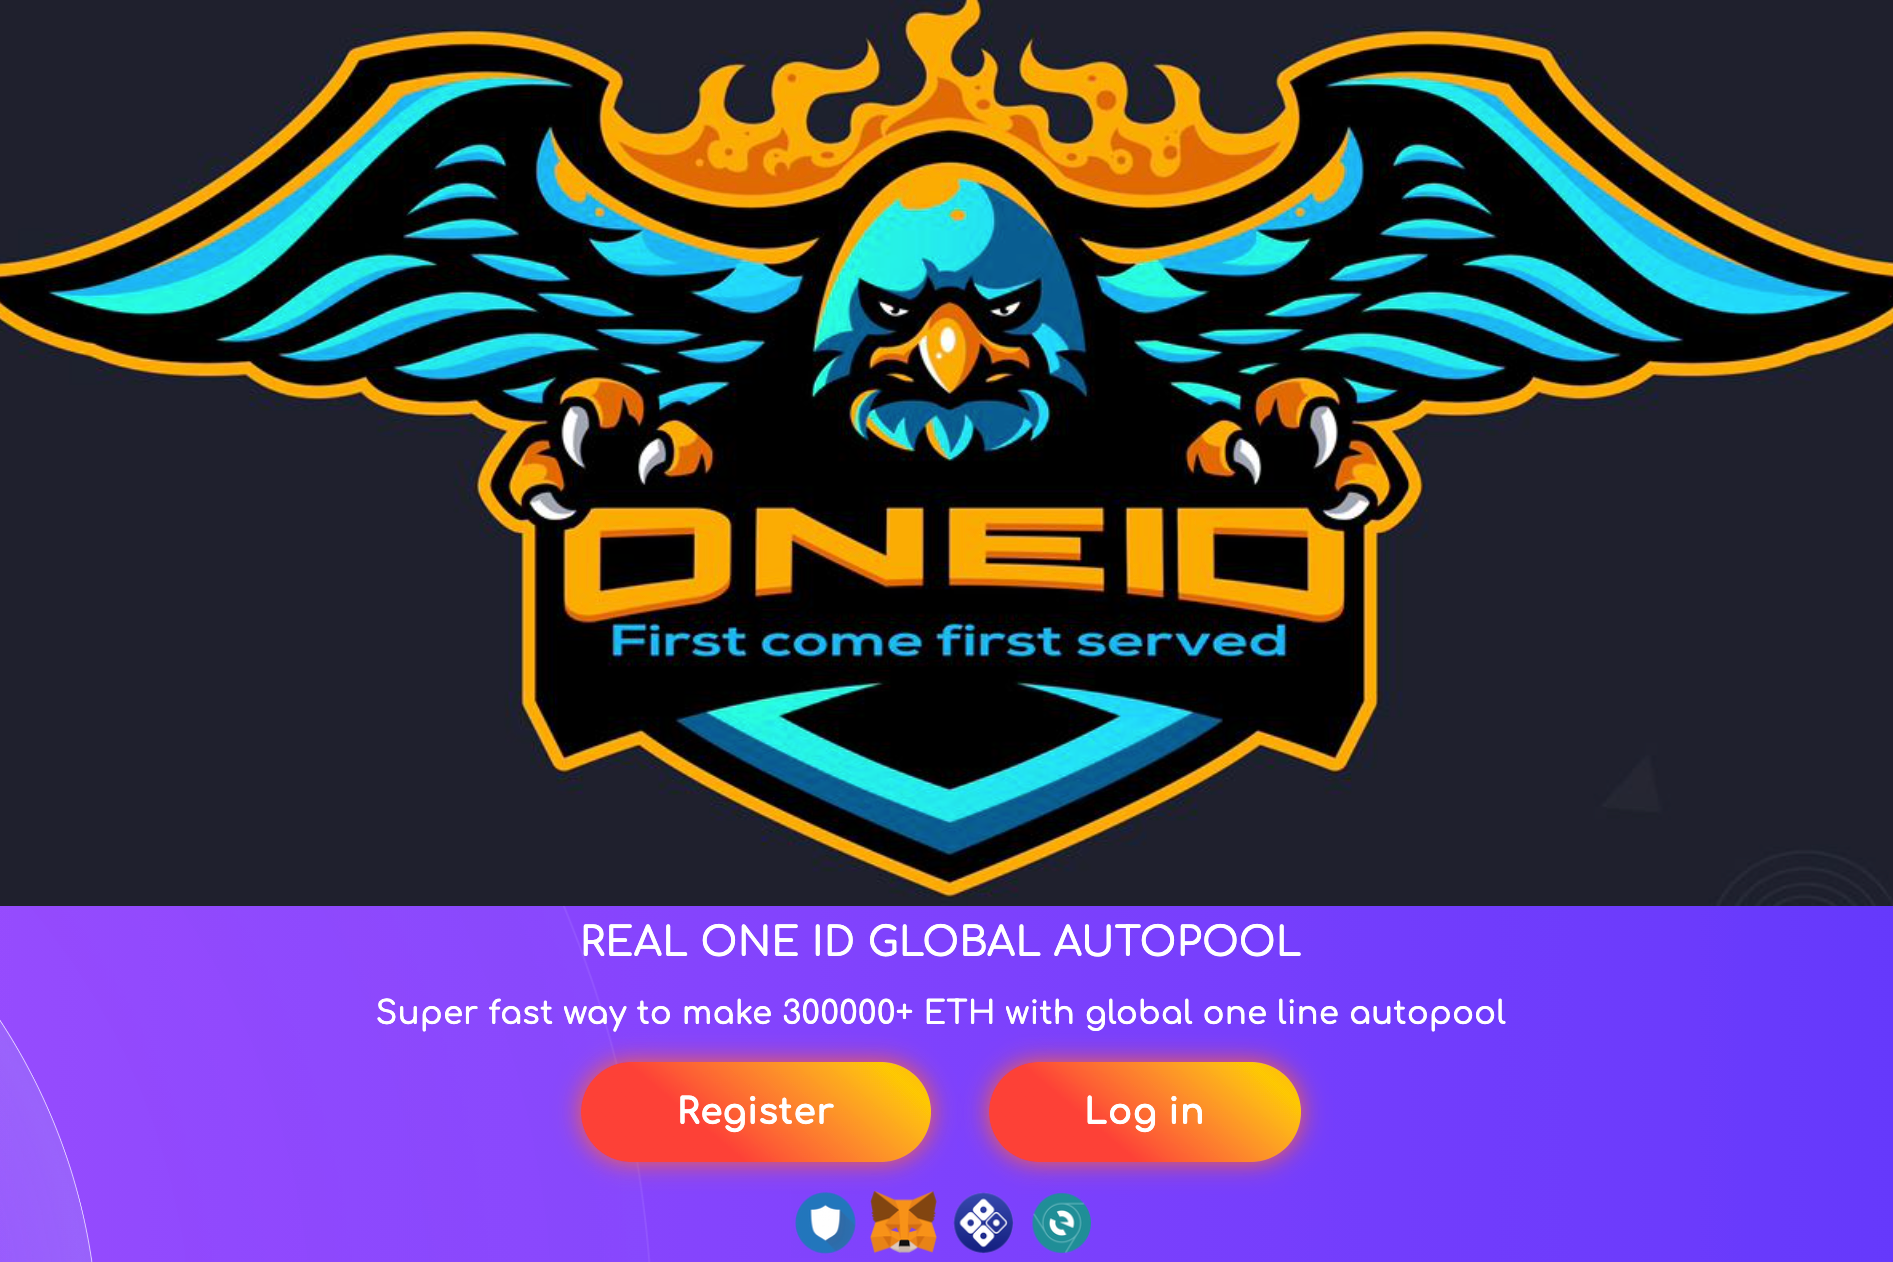 ONEID
First come first served
REAL ONE ID GLOBAL AUTOPOOL
Super fast way to make 300000+ ETH with global one line autopool
Register
Log in